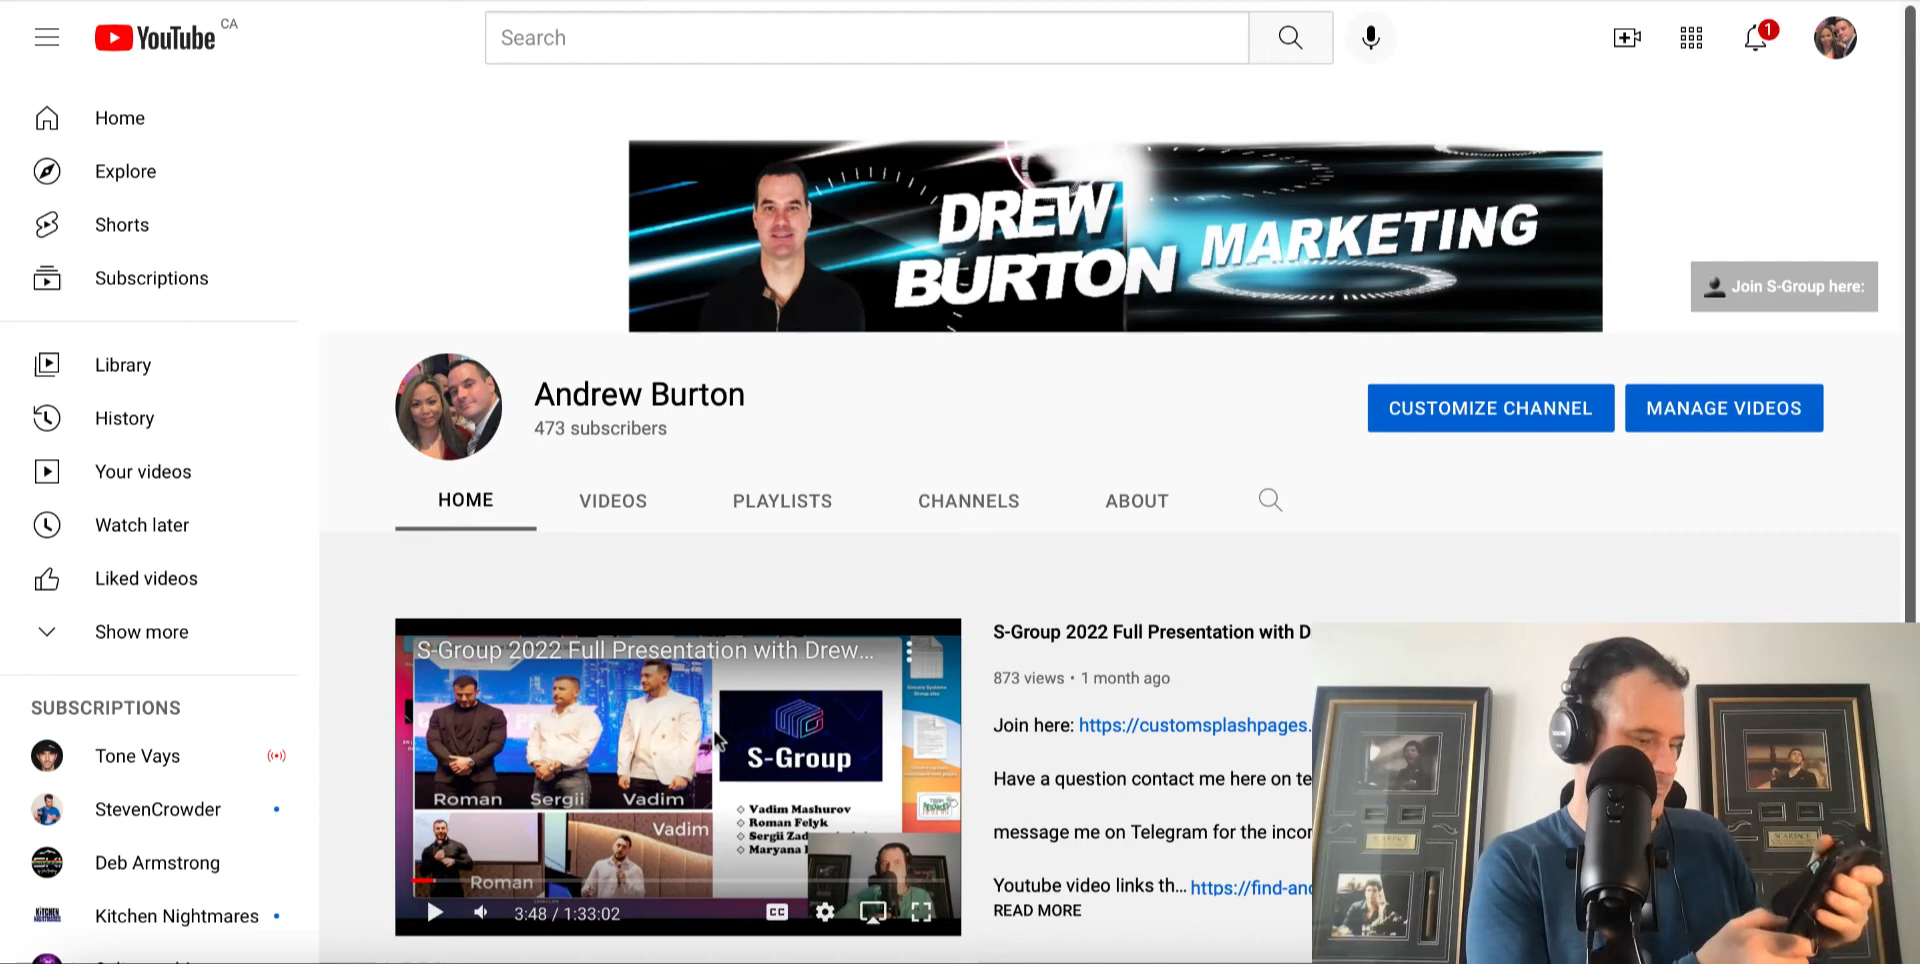 YouTube CA
Search
1
Home
Explore
Shorts
Subscriptions
Library
History
Your videos
Watch later
Liked videos
Show more
SUBSCRIPTIONS
Tone Vays
StevenCrowder
Deb Armstrong
Kitchen Nightmares
DREW
BURTON
MARKETING
Join S-Group here:
Andrew Burton
473 subscribers
CUSTOMIZE CHANNEL
MANAGE VIDEOS
HOME
VIDEOS
PLAYLISTS
CHANNELS
ABOUT
S-Group 2022 Full Presentation with Drew...
S-Group
Roman
Sergii
Vadim
Vadim
Roman
Vadim Mashurov
Roman Felyk
Sergii Zad
Maryana
3:48 / 1:33:02
CC
S-Group 2022 Full Presentation with D
873 views • 1 month ago
Join here: https://customsplashpages.
Have a question contact me here on te
message me on Telegram for the incor
Youtube video links th... https://find-and
READ MORE
SCARFACE